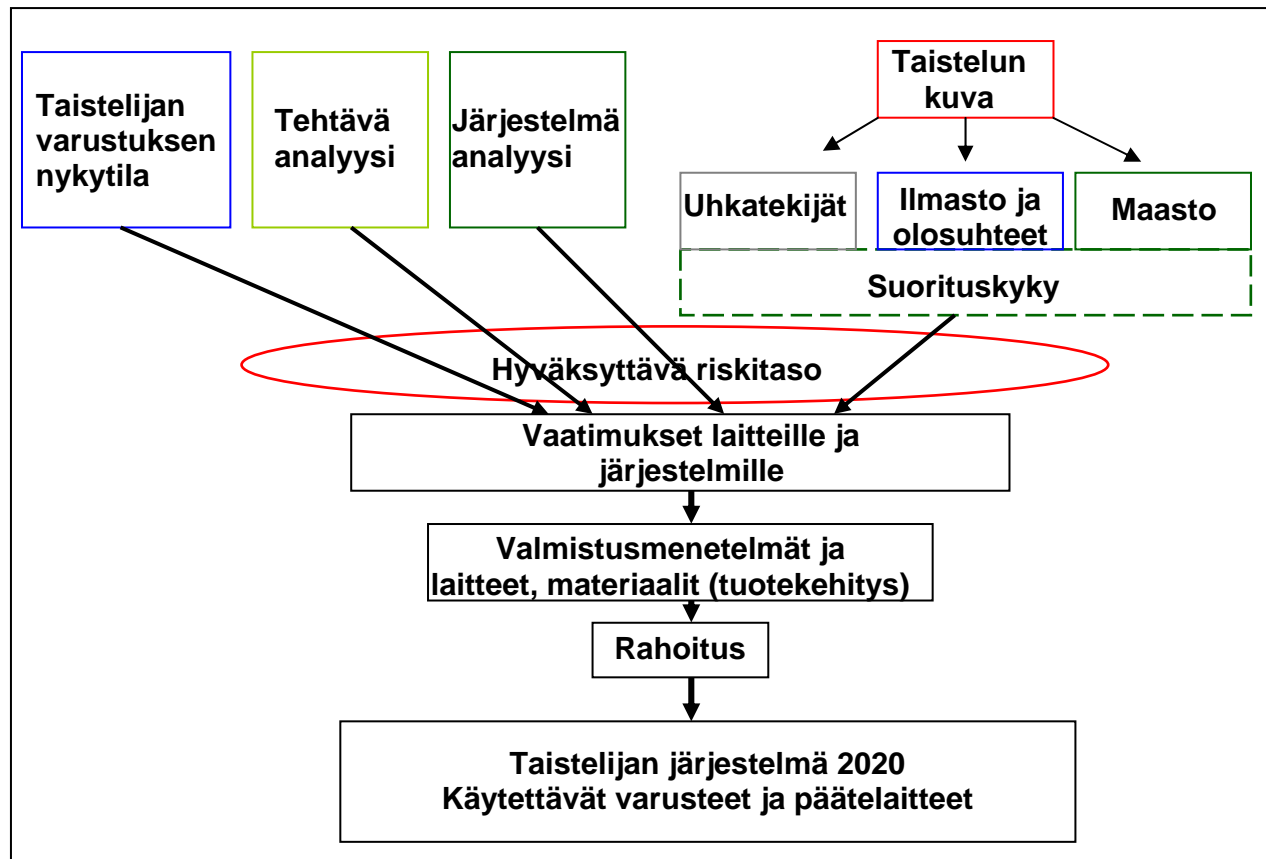 Taistelijan
varustuksen
nykytila
Tehtävä
analyysi
Järjestelmä
analyysi
Taistelun
kuva
Uhkatekijät
Ilmasto ja
olosuhteet
Maasto
Suorituskyky
Hyväksyttävä riskitaso
Vaatimukset laitteille ja
järjestelmille
Valmistusmenetelmät ja
laitteet, materiaalit (tuotekehitys)
Rahoitus
Taistelijan järjestelmä 2020
Käytettävät varusteet ja päätelaitteet